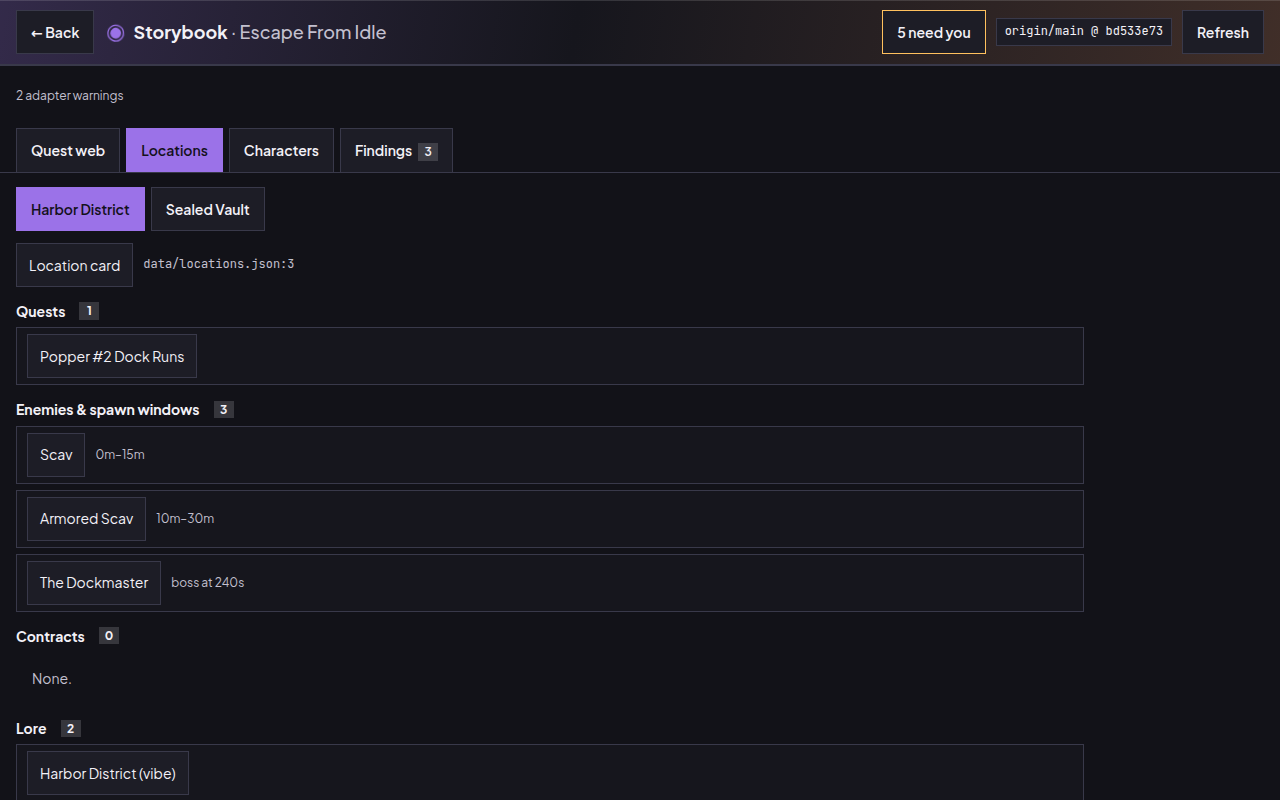 ← Back Storybook · Escape From Idle 5 need you origin/main @ bd533e73 Refresh
2 adapter warnings
Quest web Locations Characters Findings 3
Harbor District Sealed Vault
Location card data/locations.json:3
Quests 1
Popper #2 Dock Runs
Enemies & spawn windows 3
Scav 0m–15m
Armored Scav 10m–30m
The Dockmaster boss at 240s
Contracts 0
None.
Lore 2
Harbor District (vibe)